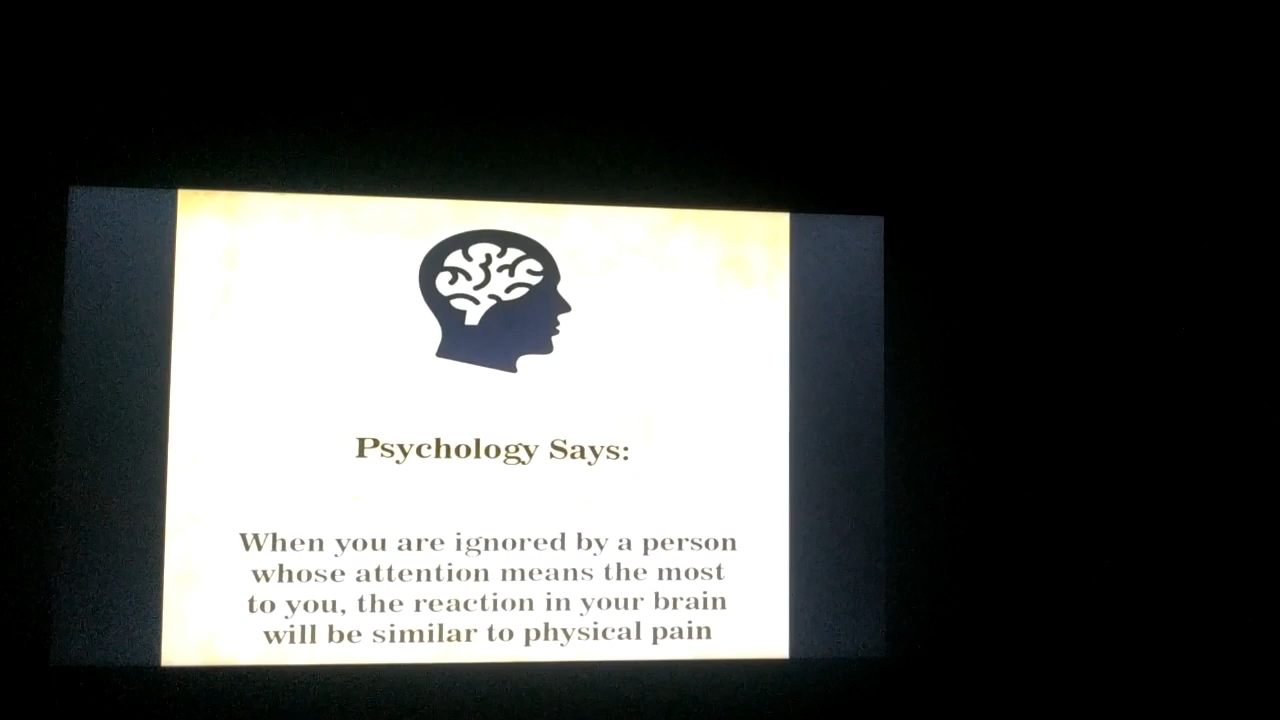 Psychology Says:
When you are ignored by a person
whose attention means the most
to you, the reaction in your brain
will be similar to physical pain